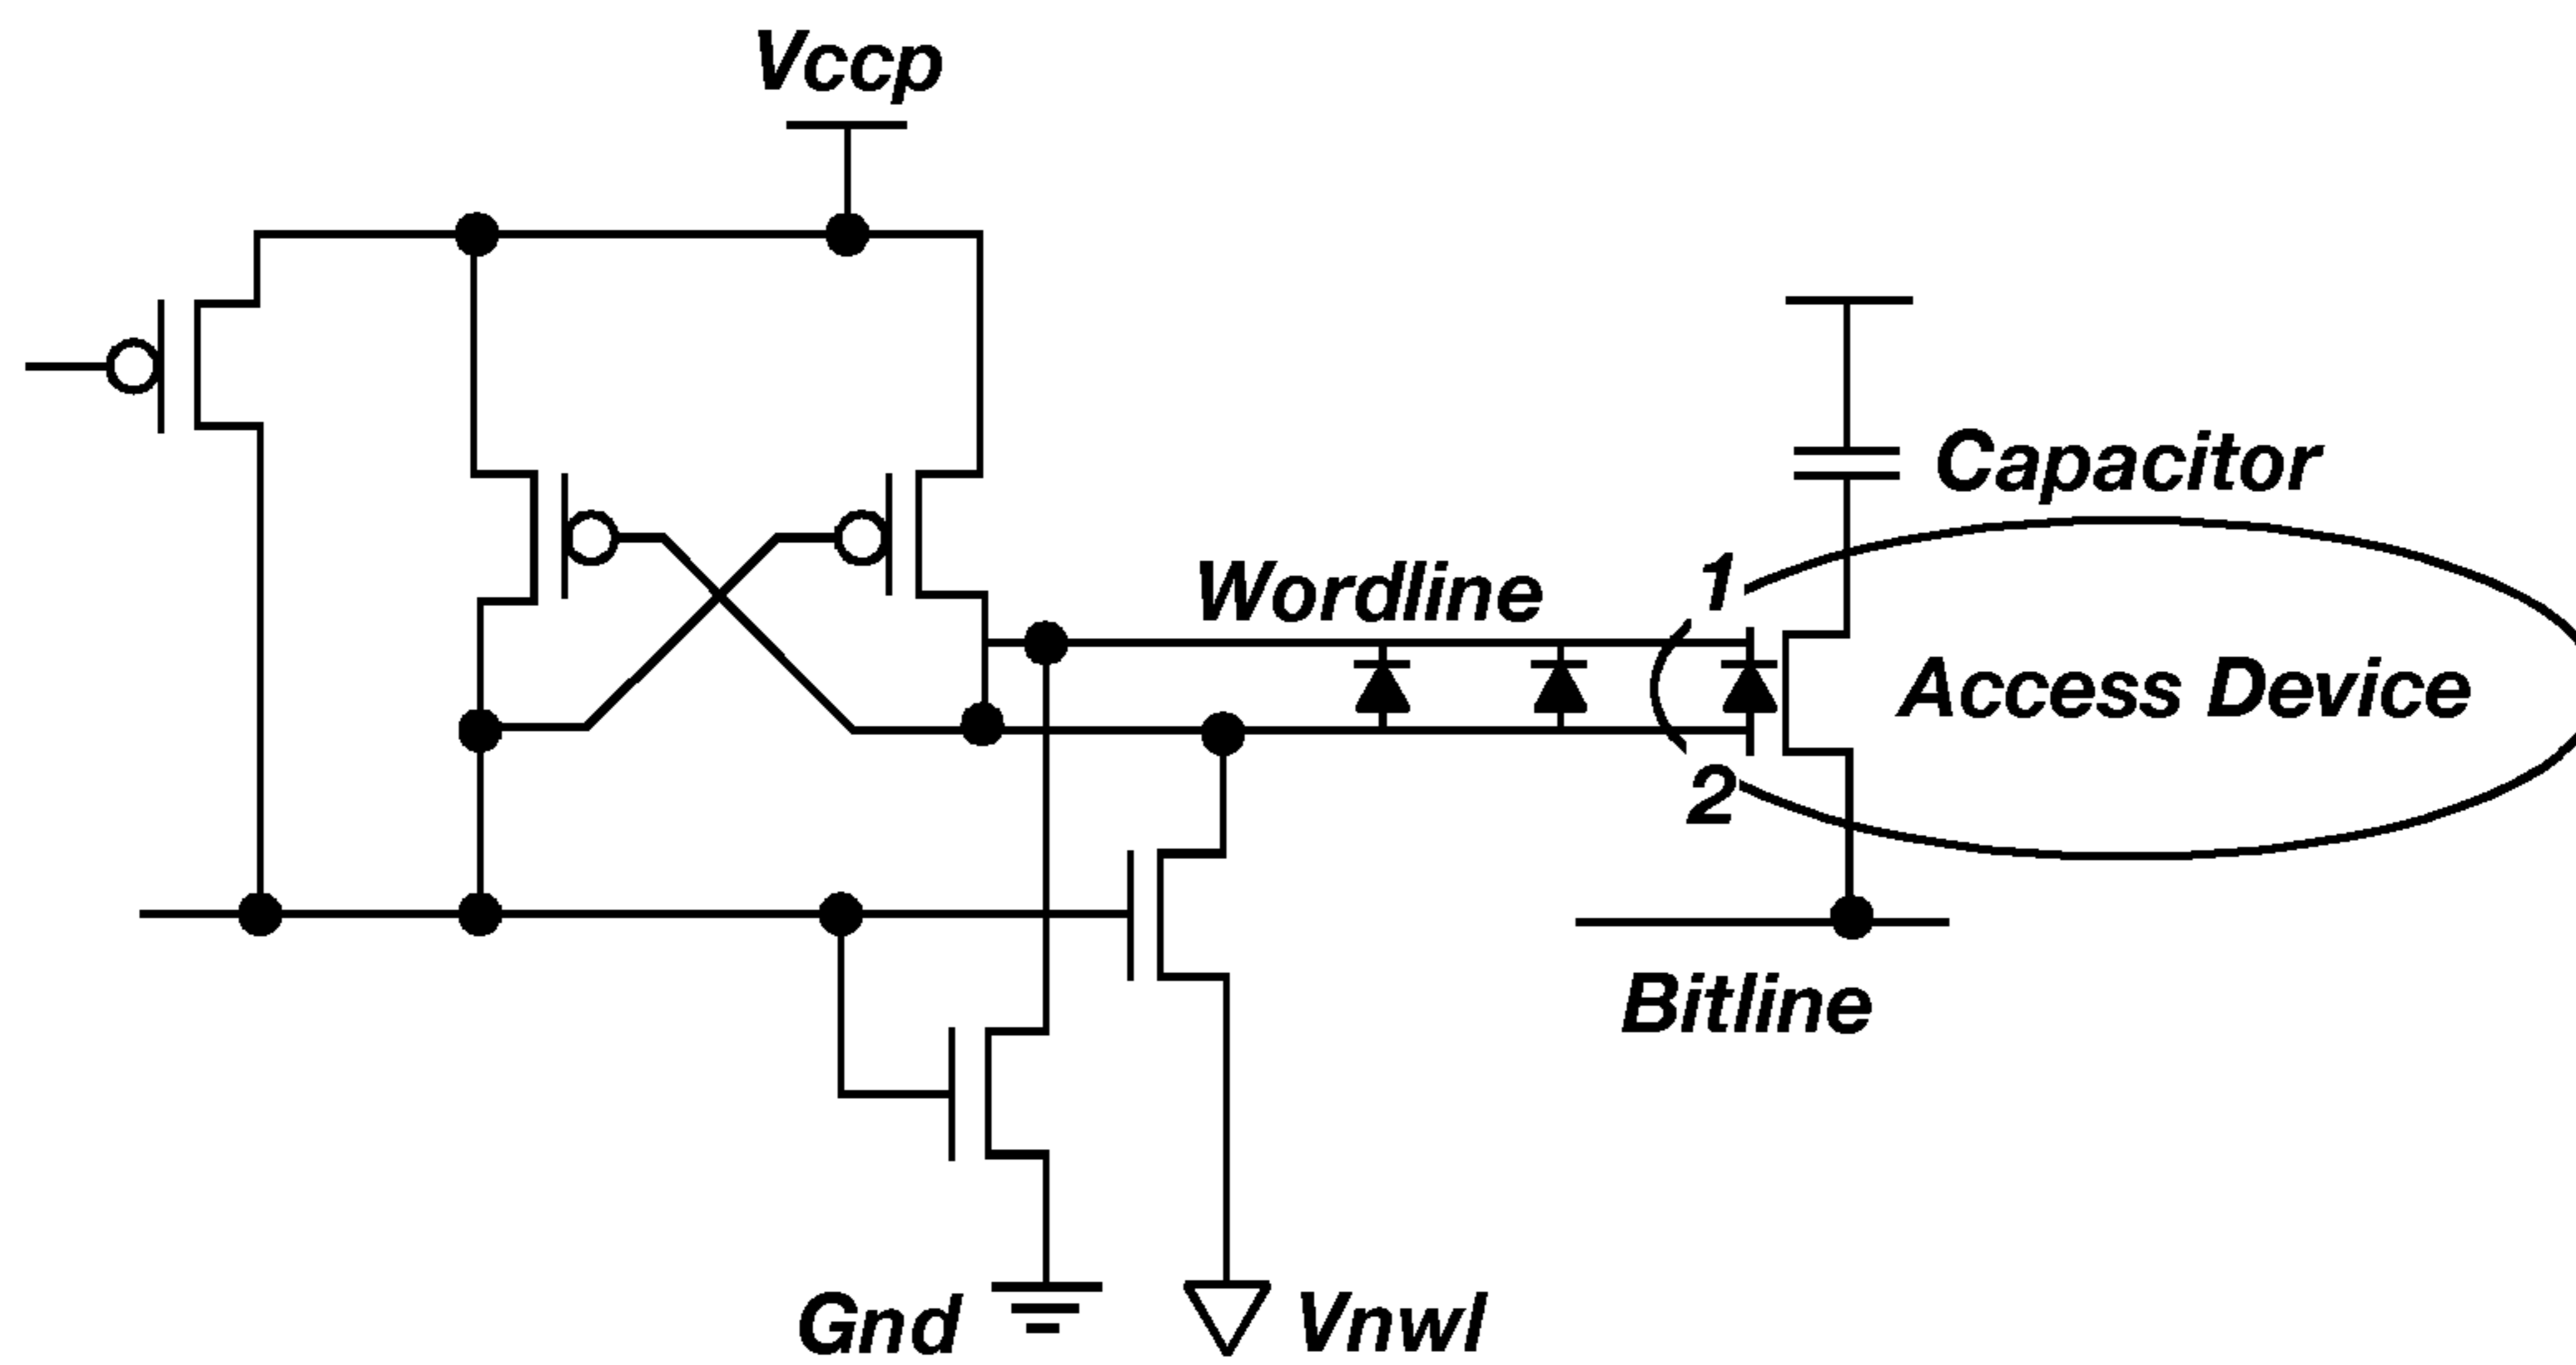 Vccp
Capacitor
Wordline
1
Access Device
2
Bitline
Gnd
Vnwl